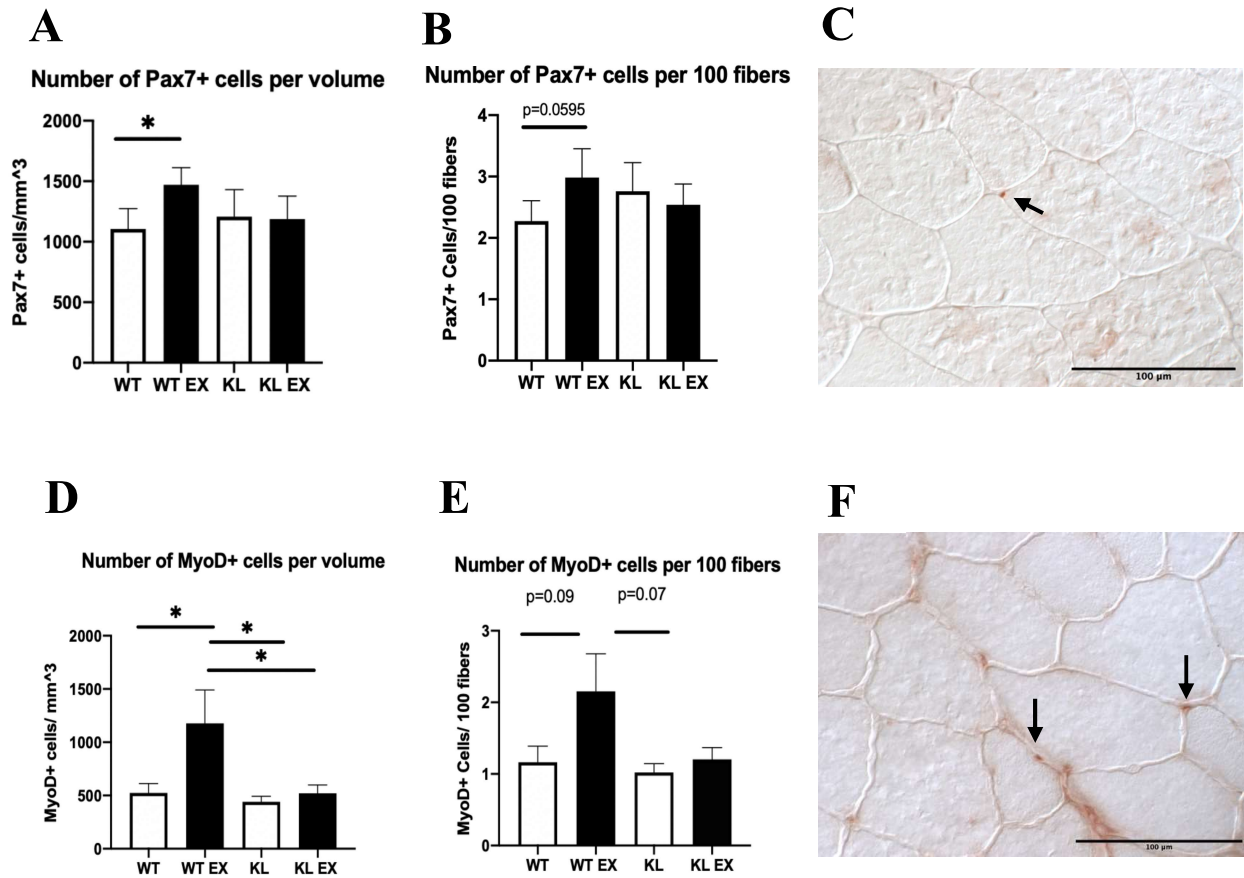 A
Number of Pax7+ cells per volume
*
Pax7+ cells/mm^3
2000
1500
1000
500
0
WT WT EX KL KL EX
B
Number of Pax7+ cells per 100 fibers
p=0.0595
Pax7+ Cells/100 fibers
4
3
2
1
0
WT WT EX KL KL EX
C
100 µm
D
Number of MyoD+ cells per volume
*
*
*
MyoD+ cells/ mm^3
2000
1500
1000
500
0
WT WT EX KL KL EX
E
Number of MyoD+ cells per 100 fibers
p=0.09 p=0.07
MyoD+ Cells/ 100 fibers
3
2
1
0
WT WT EX KL KL EX
F
100 µm